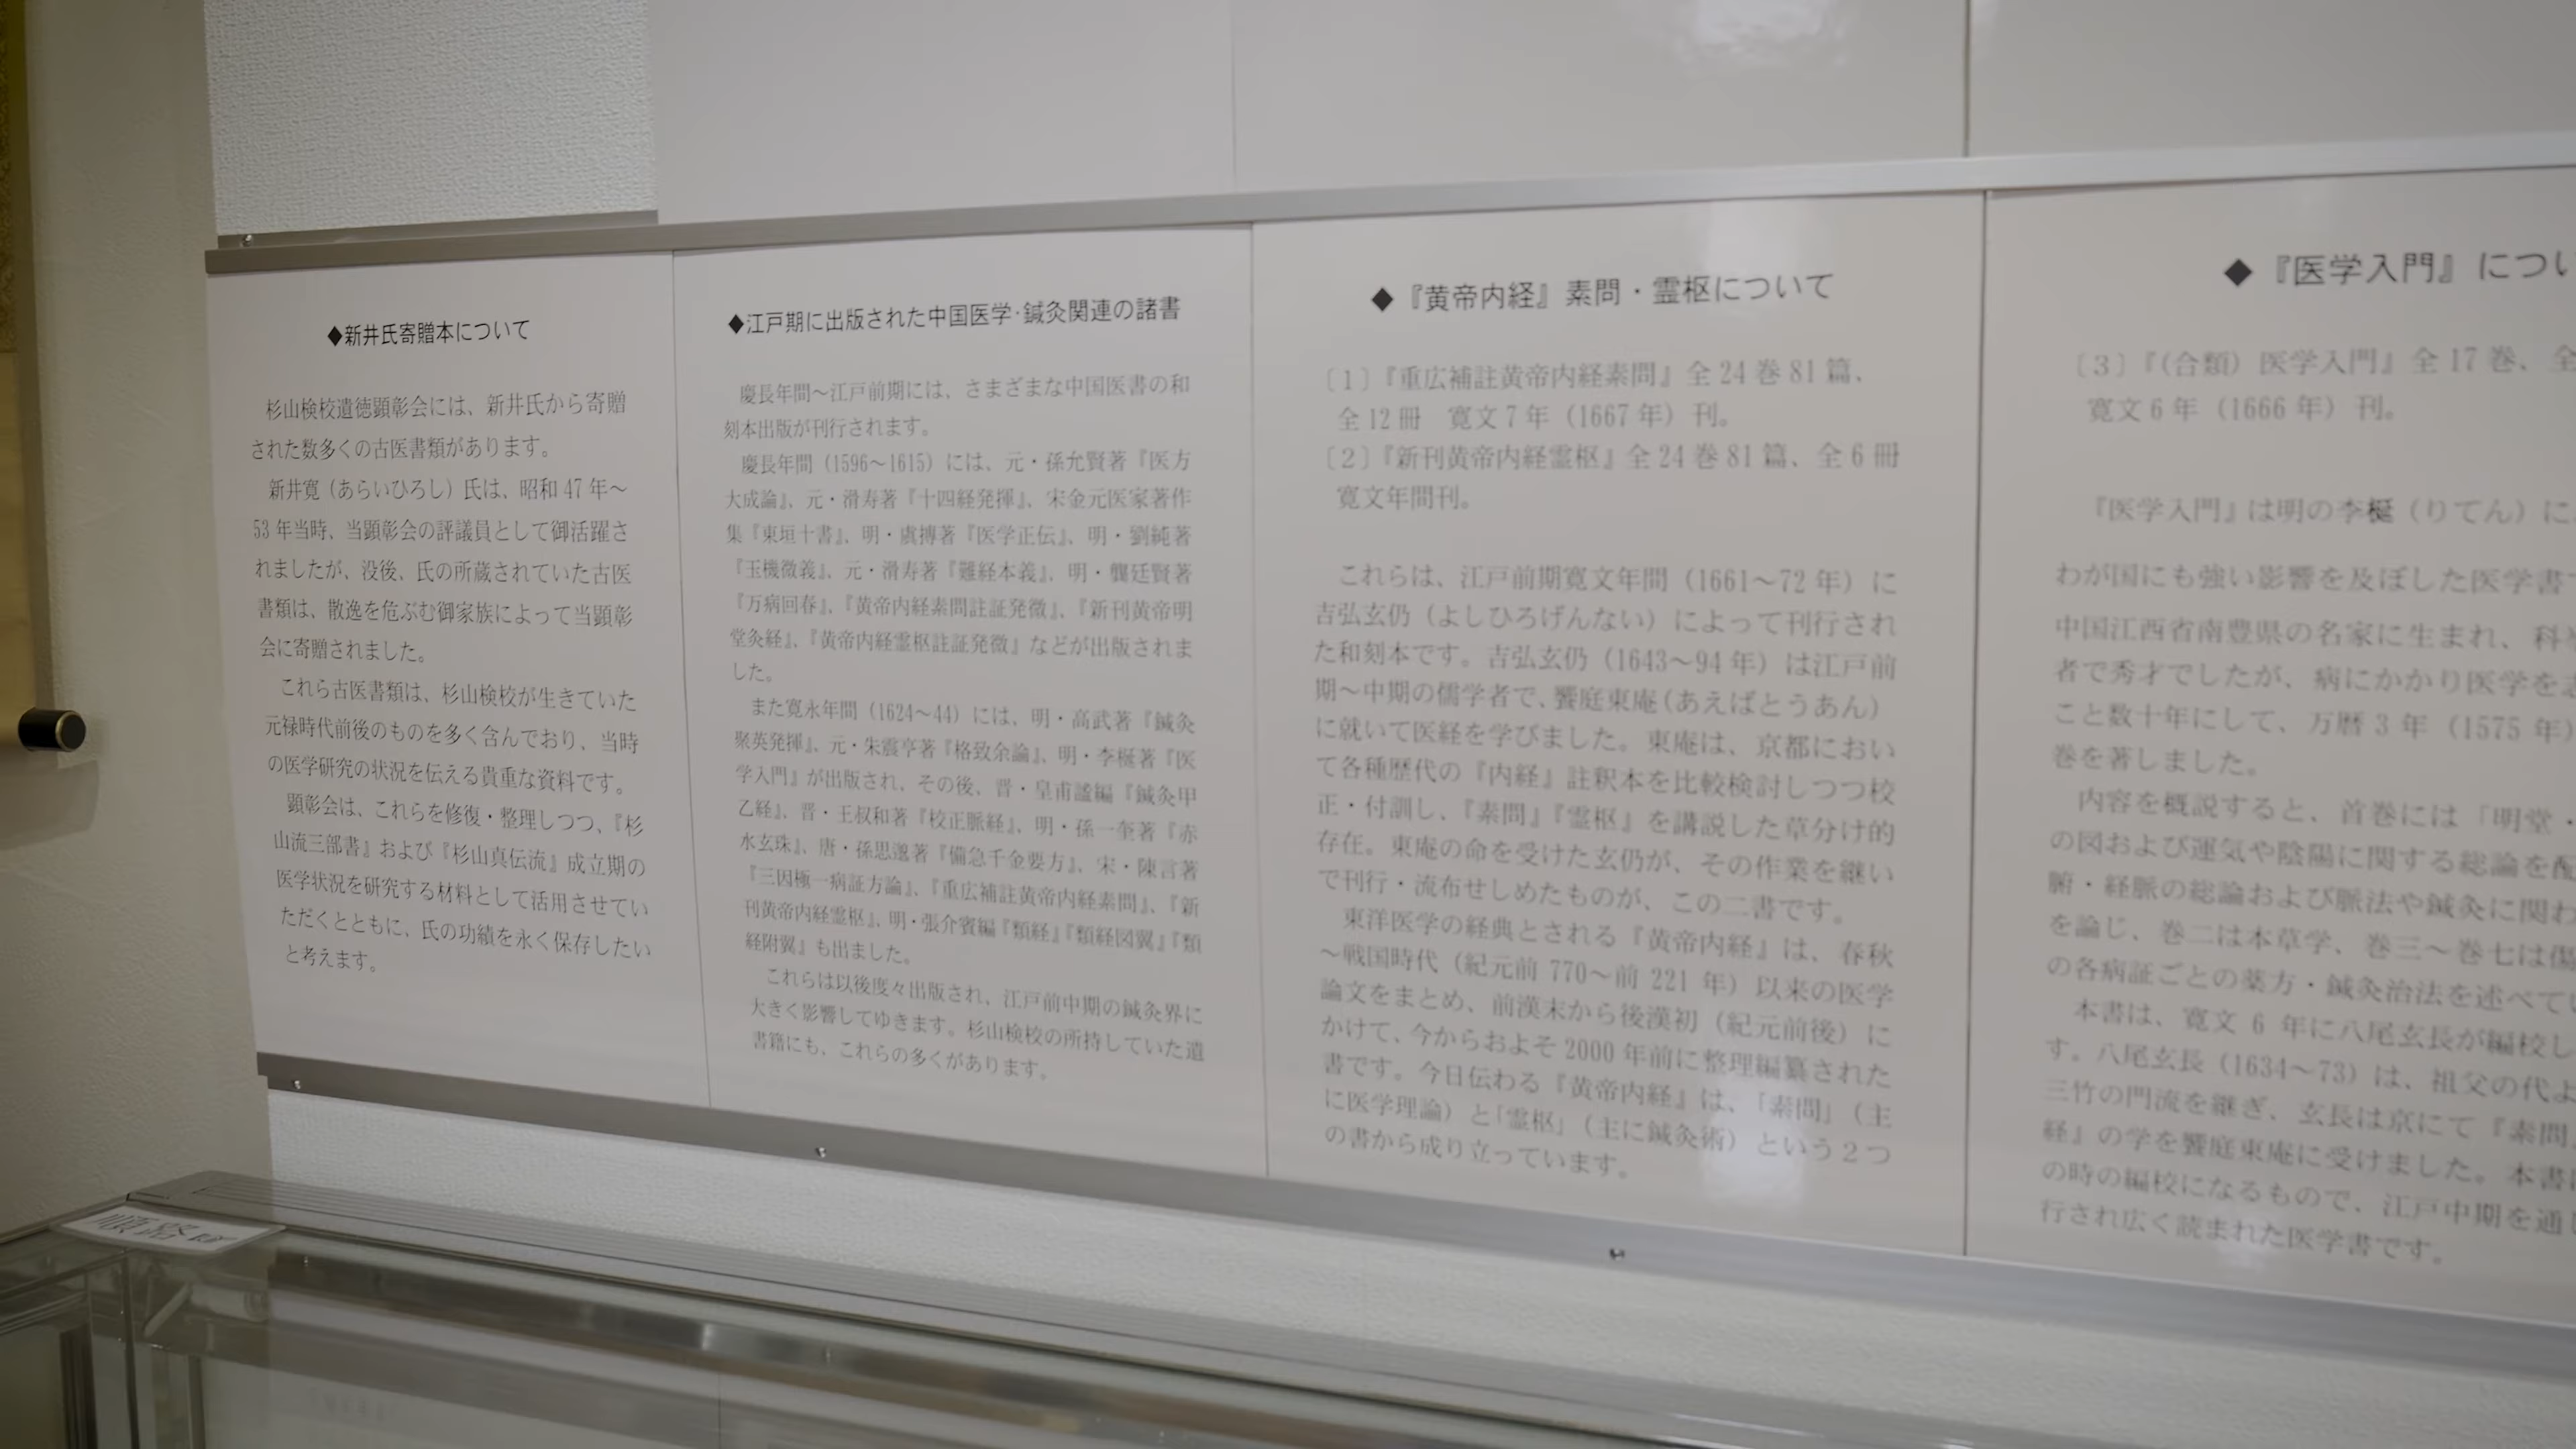 ◆新井氏寄贈本について
杉山検校遺徳顕彰会には、新井氏から寄贈
された数多くの古医書類があります。
新井寛（あらいひろし）氏は、昭和 47 年～
53 年当時、当顕彰会の評議員として御活躍さ
れましたが、没後、氏の所蔵されていた古医
書類は、散逸を危ぶむ御家族によって当顕彰
会に寄贈されました。
これら古医書類は、杉山検校が生きていた
元禄時代前後のものを多く含んでおり、当時
の医学研究の状況を伝える貴重な資料です。
顕彰会は、これらを修復・整理しつつ、『杉
山流三部書』および『杉山真伝流』成立期の
医学状況を研究する材料として活用させてい
ただくとともに、氏の功績を永く保存したい
と考えます。
◆江戸期に出版された中国医学･鍼灸関連の諸書
慶長年間～江戸前期には、さまざまな中国医書の和
刻本出版が刊行されます。
慶長年間（1596～1615）には、元・孫允賢著『医方
大成論』、元・滑寿著『十四経発揮』、宋金元医家著作
集『東垣十書』、明・虞摶著『医学正伝』、明・劉純著
『玉機微義』、元・滑寿著『難経本義』、明・龔廷賢著
『万病回春』、『黄帝内経素問註証発微』、『新刊黄帝明
堂灸経』、『黄帝内経霊枢註証発微』などが出版されま
した。
また寛永年間（1624～44）には、明・高武著『鍼灸
聚英発揮』、元・朱震亨著『格致余論』、明・李梴著『医
学入門』が出版され、その後、晋・皇甫謐編『鍼灸甲
乙経』、晋・王叔和著『校正脈経』、明・孫一奎著『赤
水玄珠』、唐・孫思邈著『備急千金要方』、宋・陳言著
『三因極一病証方論』、『重広補註黄帝内経素問』、『新
刊黄帝内経霊枢』、明・張介賓編『類経』『類経図翼』『類
経附翼』も出ました。
これらは以後度々出版され、江戸前中期の鍼灸界に
大きく影響してゆきます。杉山検校の所持していた遺
書籍にも、これらの多くがあります。
◆『黄帝内経』素問・霊枢について
〔１〕『重広補註黄帝内経素問』全 24 巻 81 篇、
全 12 冊　寛文 7 年（1667 年）刊。
〔２〕『新刊黄帝内経霊枢』全 24 巻 81 篇、全 6 冊
寛文年間刊。
これらは、江戸前期寛文年間（1661～72 年）に
吉弘玄仍（よしひろげんない）によって刊行され
た和刻本です。吉弘玄仍（1643～94 年）は江戸前
期～中期の儒学者で、饗庭東庵（あえばとうあん）
に就いて医経を学びました。東庵は、京都におい
て各種歴代の『内経』註釈本を比較検討しつつ校
正・付訓し、『素問』『霊枢』を講説した草分け的
存在。東庵の命を受けた玄仍が、その作業を継い
で刊行・流布せしめたものが、この二書です。
東洋医学の経典とされる『黄帝内経』は、春秋
～戦国時代（紀元前 770～前 221 年）以来の医学
論文をまとめ、前漢末から後漢初（紀元前後）に
かけて、今からおよそ 2000 年前に整理編纂された
書です。今日伝わる『黄帝内経』は、「素問」（主
に医学理論）と「霊枢」（主に鍼灸術）という２つ
の書から成り立っています。
◆『医学入門』につい
〔３〕『(合類）医学入門』全 17 巻、全
寛文 6 年（1666 年）刊。
『医学入門』は明の李梴（りてん）に
わが国にも強い影響を及ぼした医学書
中国江西省南豊県の名家に生まれ、科
者で秀才でしたが、病にかかり医学を
こと数十年にして、万暦 3 年（1575 年）
巻を著しました。
内容を概説すると、首巻には「明堂・
の図および運気や陰陽に関する総論を配
腑・経脈の総論および脈法や鍼灸に関わ
を論じ、巻二は本草学、巻三～巻七は傷
の各病証ごとの薬方・鍼灸治法を述べて
本書は、寛文 6 年に八尾玄長が編校し
す。八尾玄長（1634～73）は、祖父の代よ
三竹の門流を継ぎ、玄長は京にて『素問
経』の学を饗庭東庵に受けました。本書
の時の編校になるもので、江戸中期を通
行され広く読まれた医学書です。
順路